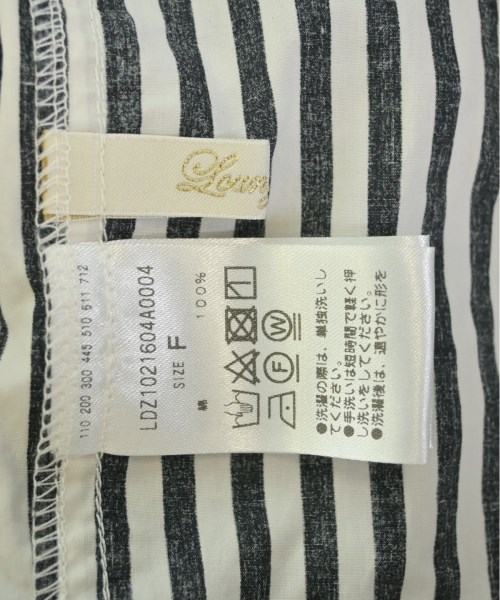 Lowry
110 200 300 445 510 611 712
LDZ1021604A0004
SIZE F
綿 100%
F
W
●洗濯の際は、単独洗いし
てください。
●手洗いは短時間で軽く押
し洗いをしてください。
●洗濯後は、速やかに形を